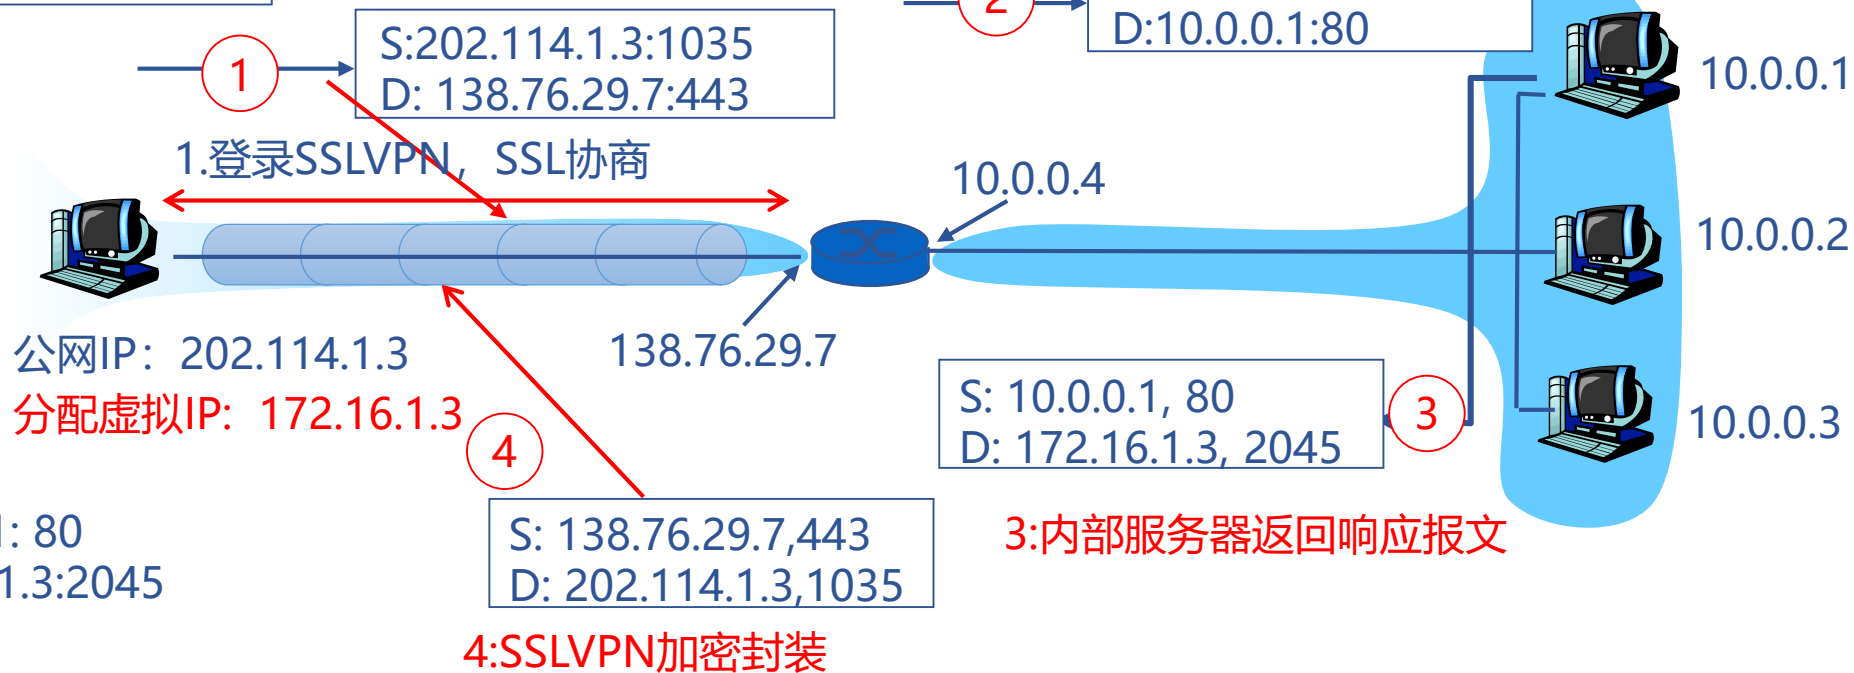 2
D:10.0.0.1:80
S:202.114.1.3:1035
D: 138.76.29.7:443
1
10.0.0.1
1.登录SSLVPN，SSL协商
10.0.0.4
10.0.0.2
公网IP：202.114.1.3
138.76.29.7
分配虚拟IP: 172.16.1.3
S: 10.0.0.1, 80
D: 172.16.1.3, 2045
3
10.0.0.3
4
: 80
1.3:2045
S: 138.76.29.7,443
D: 202.114.1.3,1035
3:内部服务器返回响应报文
4:SSLVPN加密封装